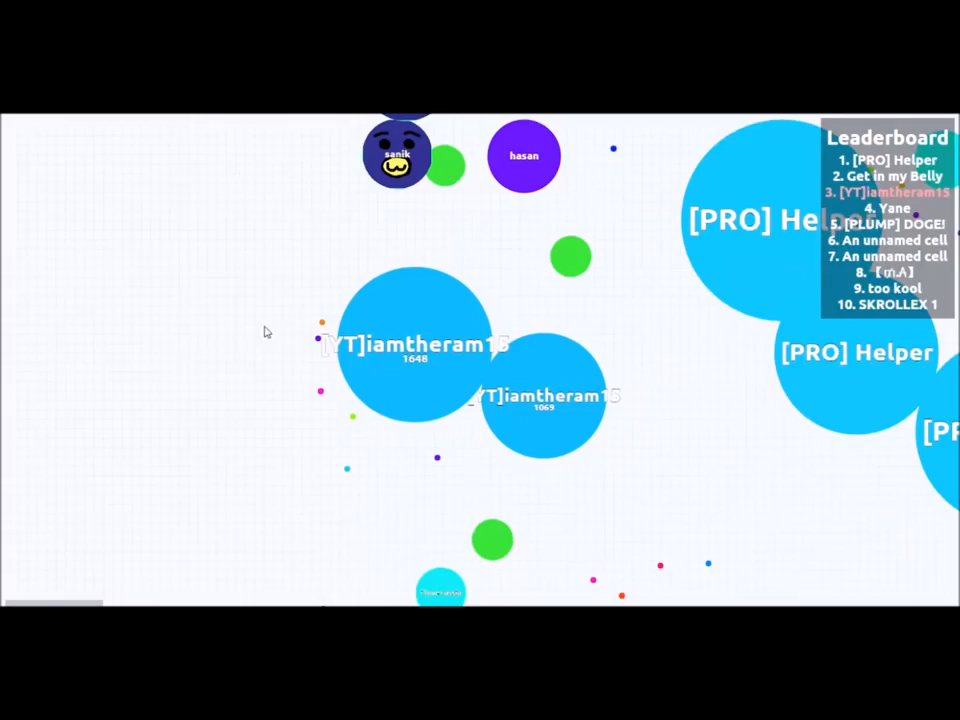 sanik
hasan
[PRO] Helper
[YT]iamtheram15
1648
[YT]iamtheram15
1069
[PRO] Helper
[PR
Leaderboard
1. [PRO] Helper
2. Get in my Belly
3. [YT]iamtheram15
4. Yane
5. [PLUMP] DOGE!
6. An unnamed cell
7. An unnamed cell
9. too kool
10. SKROLLEX 1